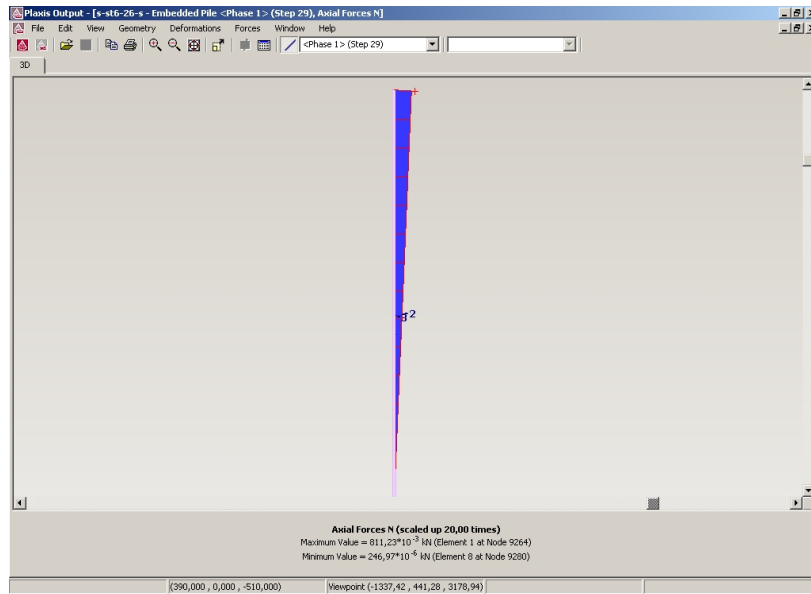 Plaxis Output - [s-st6-26-s - Embedded Pile <Phase 1> (Step 29), Axial Forces N]
File Edit View Geometry Deformations Forces Window Help
<Phase 1> (Step 29)
3D
2
Axial Forces N (scaled up 20,00 times)
Maximum Value = 811,23*10-3 kN (Element 1 at Node 9264)
Minimum Value = 246,97*10-6 kN (Element 8 at Node 9280)
(390,000 , 0,000 , -510,000) Viewpoint (-1337,42 , 441,28 , 3178,94)